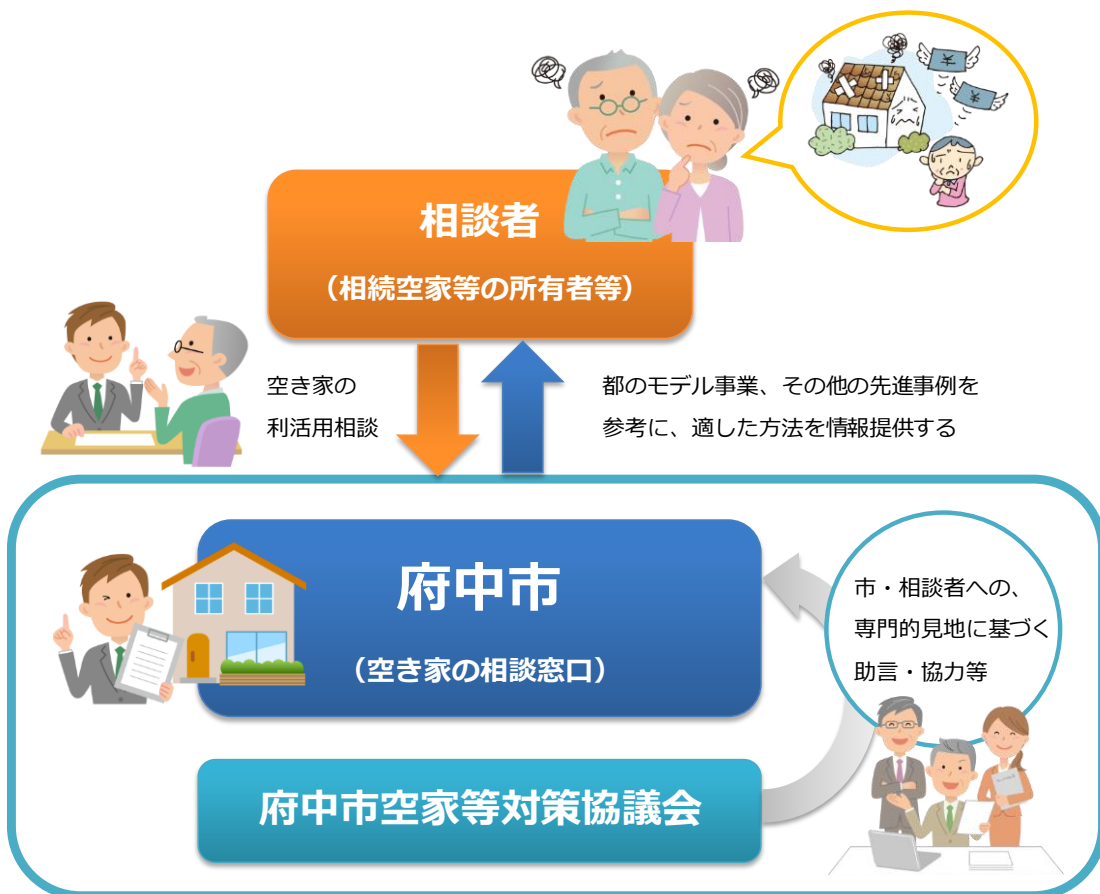 相談者
（相続空家等の所有者等）
空き家の
利活用相談
都のモデル事業、その他の先進事例を
参考に、適した方法を情報提供する
府中市
（空き家の相談窓口）
市・相談者への、
専門的見地に基づく
助言・協力等
府中市空家等対策協議会